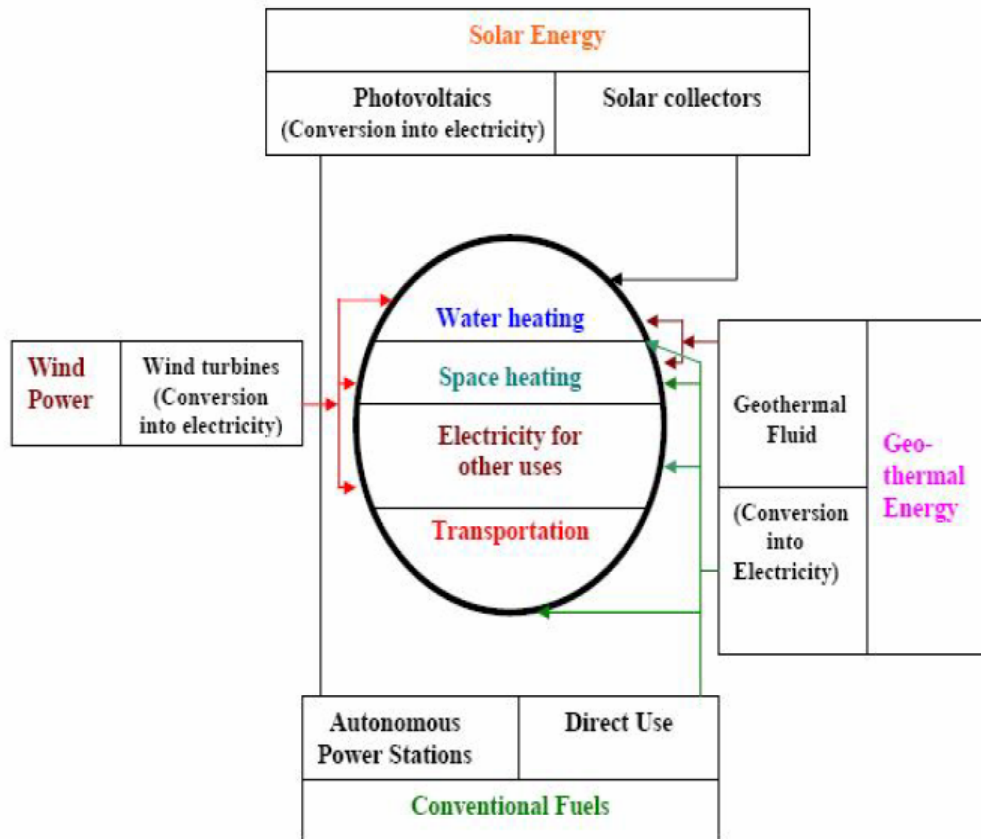 Solar Energy
Photovoltaics
(Conversion into electricity)
Solar collectors
Water heating
Space heating
Electricity for
other uses
Transportation
Wind
Power
Wind turbines
(Conversion
into electricity)
Geothermal
Fluid
(Conversion
into
Electricity)
Geo-
thermal
Energy
Autonomous
Power Stations
Direct Use
Conventional Fuels